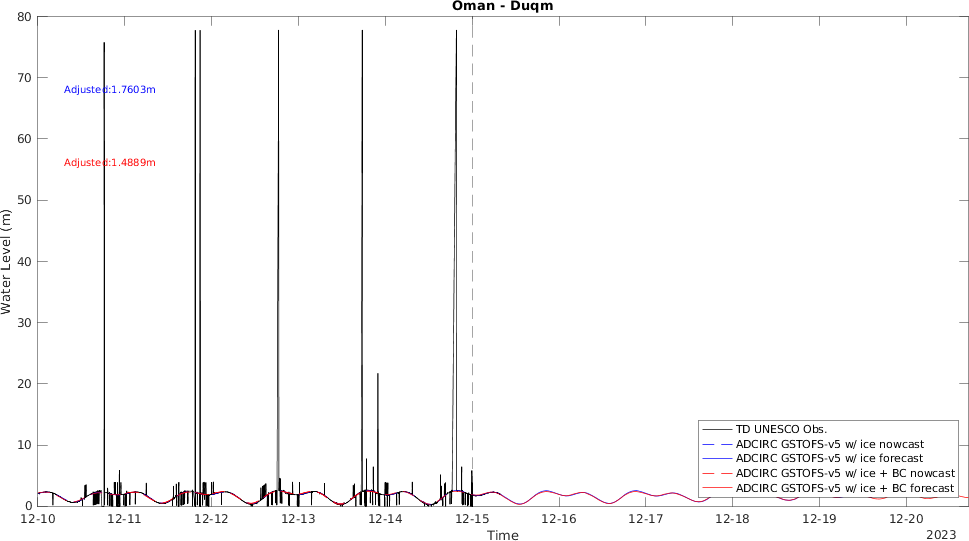 Oman - Duqm
80
70
60
50
40
30
20
10
0
Water Level (m)
Adjusted:1.7603m
Adjusted:1.4889m
TD UNESCO Obs.
ADCIRC GSTOFS-v5 w/ ice nowcast
ADCIRC GSTOFS-v5 w/ ice forecast
ADCIRC GSTOFS-v5 w/ ice + BC nowcast
ADCIRC GSTOFS-v5 w/ ice + BC forecast
12-10 12-11 12-12 12-13 12-14 12-15 12-16 12-17 12-18 12-19 12-20
Time
2023